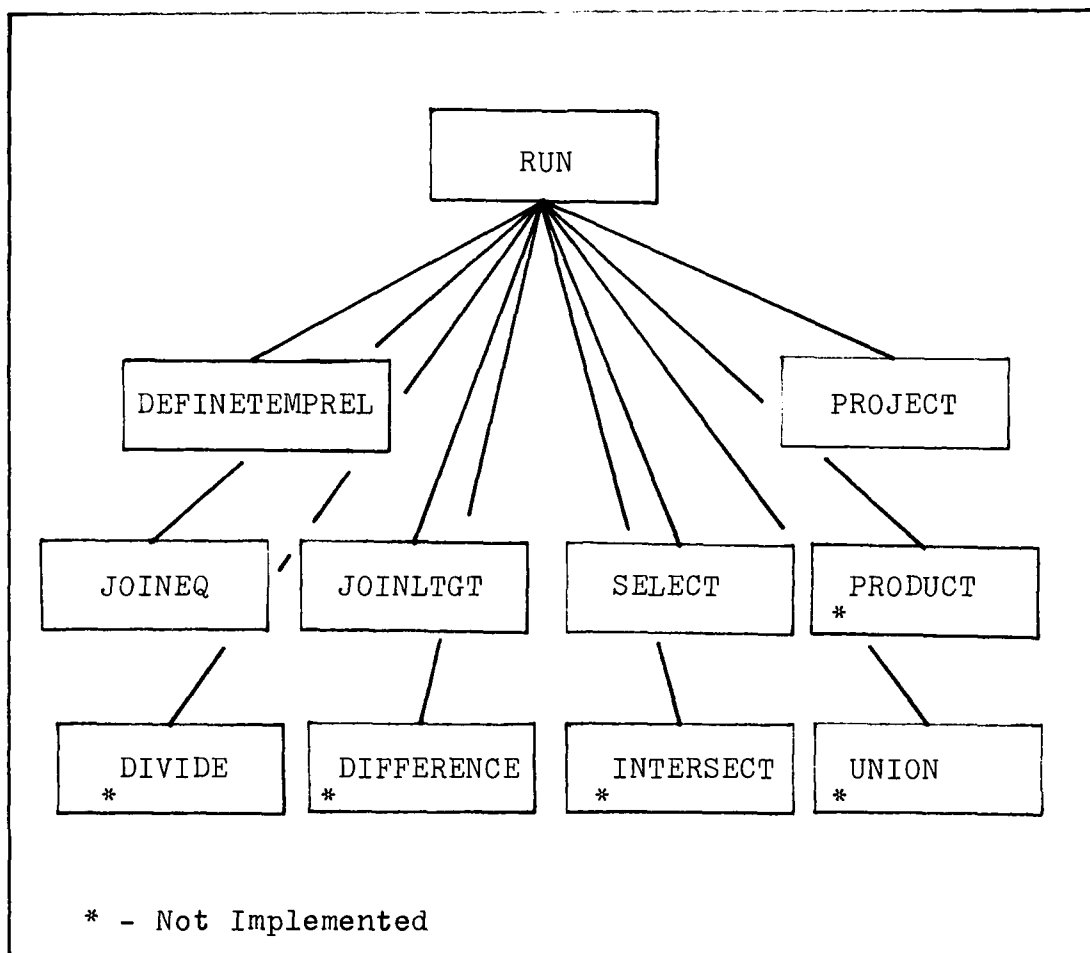 RUN
DEFINETEMPREL
PROJECT
JOINEQ
JOINLTGT
SELECT
PRODUCT
*
DIVIDE
*
DIFFERENCE
*
INTERSECT
*
UNION
*
* - Not Implemented